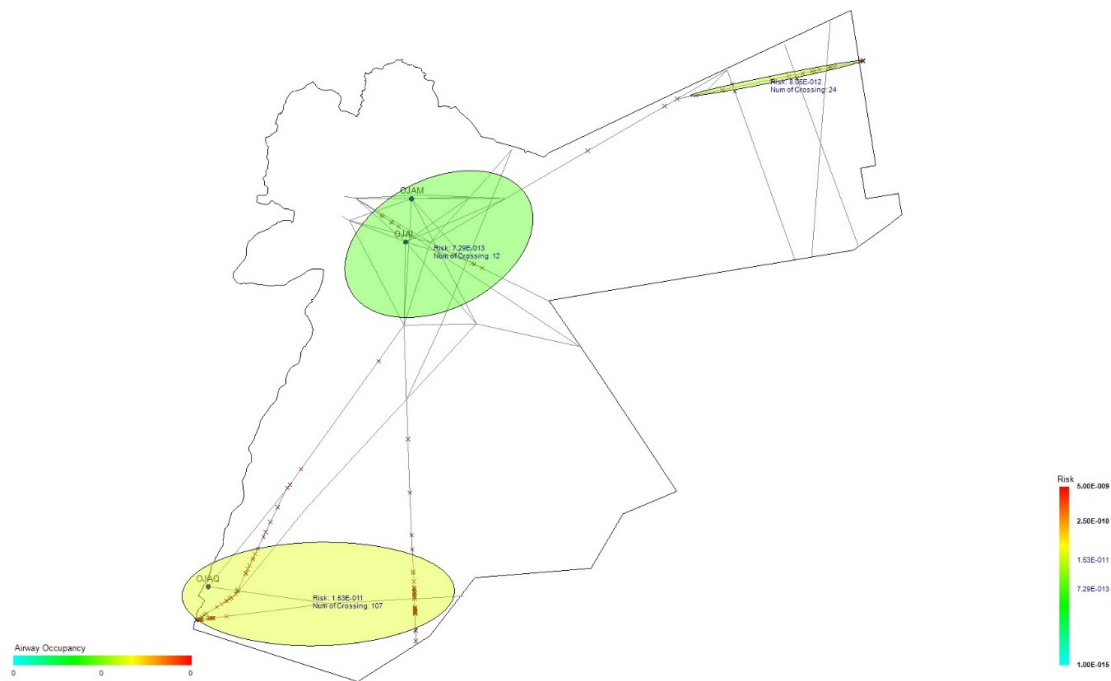 Risk: 8.05E-012
Num of Crossing: 24
OJAM
OJAI
Risk: 7.29E-013
Num of Crossing: 12
Risk
5.00E-009
2.50E-010
1.53E-011
7.29E-013
1.00E-015
OJAQ
Risk: 1.53E-011
Num of Crossing: 107
Airway Occupancy
0 0 0